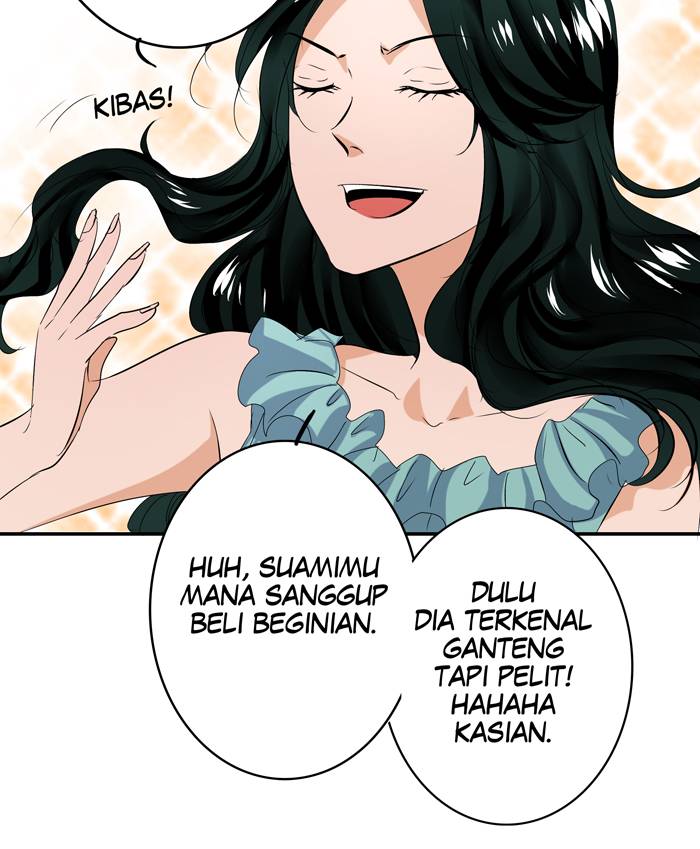 KIBAS!
HUH, SUAMIMU
MANA SANGGUP
BELI BEGINIAN.
DULU
DIA TERKENAL
GANTENG
TAPI PELIT!
HAHAHA
KASIAN.